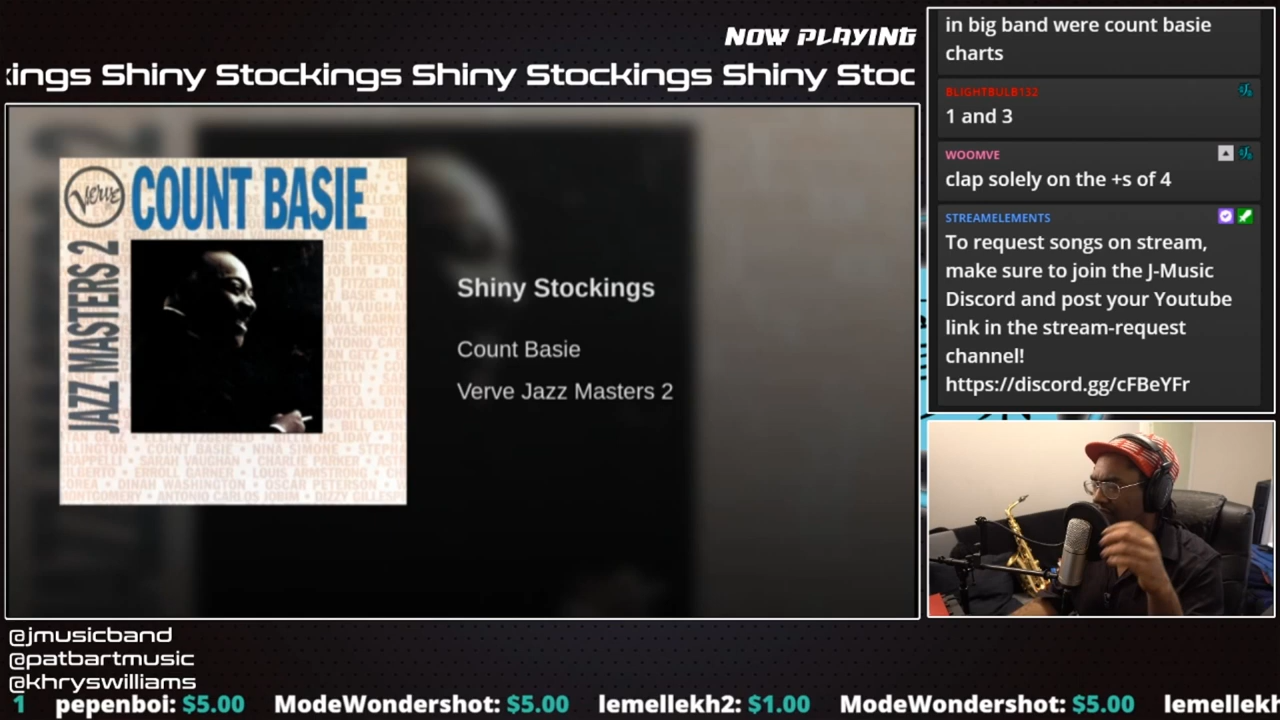 NOW PLAYING
kings Shiny Stockings Shiny Stockings Shiny Stoc
Verve
COUNT BASIE
JAZZ MASTERS 2
Shiny Stockings
Count Basie
Verve Jazz Masters 2
in big band were count basie
charts
BLIGHTBULB132
1 and 3
WOOMVE
clap solely on the +s of 4
STREAMELEMENTS
To request songs on stream,
make sure to join the J-Music
Discord and post your Youtube
link in the stream-request
channel!
https://discord.gg/cFBeYFr
@jmusicband
@patbartmusic
@khryswilliams
1 pepenboi: $5.00 ModeWondershot: $5.00 lemellekh2: $1.00 ModeWondershot: $5.00 lemellekh